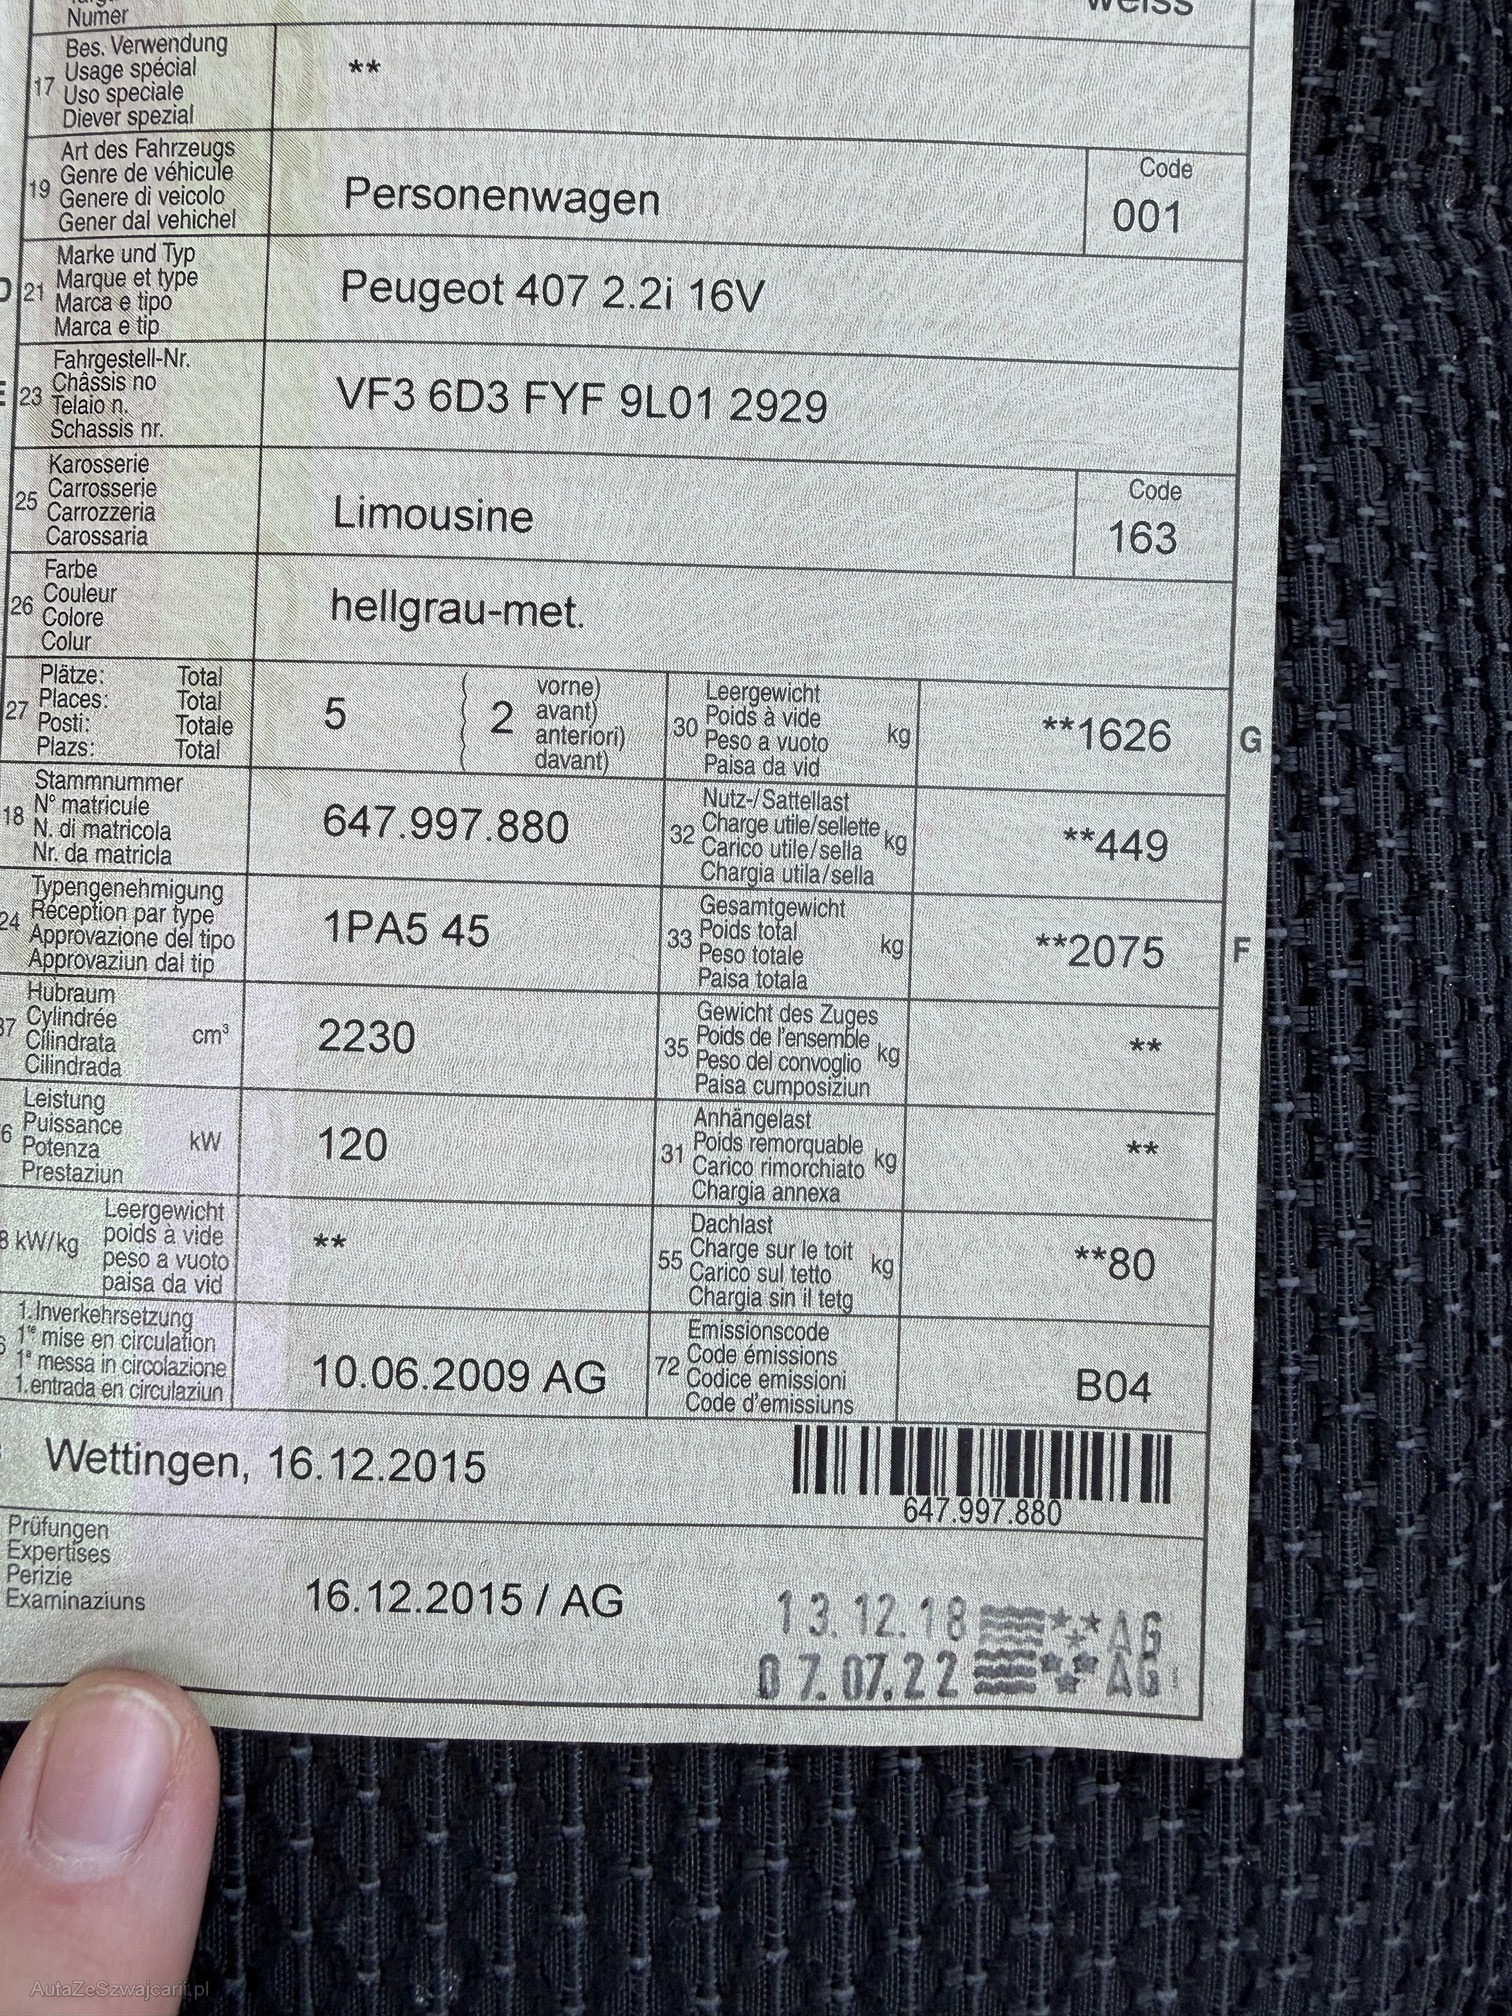 Numer
weiss
17
Bes. Verwendung
Usage spécial
Uso speciale
Diever spezial
**
19
Art des Fahrzeugs
Genre de véhicule
Genere di veicolo
Gener dal vehichel
Personenwagen
Code
001
D
21
Marke und Typ
Marque et type
Marca e tipo
Marca e tip
Peugeot 407 2.2i 16V
E
23
Fahrgestell-Nr.
Châssis no
Telaio n.
Schassis nr.
VF3 6D3 FYF 9L01 2929
25
Karosserie
Carrosserie
Carrozzeria
Carossaria
Limousine
Code
163
26
Farbe
Couleur
Colore
Colur
hellgrau-met.
27
Plätze: Total
Places: Total
Posti: Totale
Plazs: Total
5
( 2
vorne)
avant)
anteriori)
davant)
30
Leergewicht
Poids à vide
Peso a vuoto
Paisa da vid
kg
**1626
G
18
Stammnummer
N° matricule
N. di matricola
Nr. da matricla
647.997.880
32
Nutz-/Sattellast
Charge utile/sellette
Carico utile/sella
Chargia utila/sella
kg
**449
24
Typengenehmigung
Réception par type
Approvazione del tipo
Approvaziun dal tip
1PA5 45
33
Gesamtgewicht
Poids total
Peso totale
Paisa totala
kg
**2075
F
37
Hubraum
Cylindrée
Cilindrata
Cilindrada
cm³
2230
35
Gewicht des Zuges
Poids de l'ensemble
Peso del convoglio
Paisa cumposiziun
kg
**
6
Leistung
Puissance
Potenza
Prestaziun
kW
120
31
Anhängelast
Poids remorquable
Carico rimorchiato
Chargia annexa
kg
**
8 kW/kg
Leergewicht
poids à vide
peso a vuoto
paisa da vid
**
55
Dachlast
Charge sur le toit
Carico sul tetto
Chargia sin il tetg
kg
**80
1.Inverkehrsetzung
1re mise en circulation
1a messa in circolazione
1.entrada en circulaziun
10.06.2009 AG
72
Emissionscode
Code émissions
Codice emissioni
Code d'emissiuns
B04
Wettingen, 16.12.2015
647.997.880
Prüfungen
Expertises
Perizie
Examinaziuns
16.12.2015 / AG
13.12.18 AG
07.07.22 AG
AutaZeSzwajcarii.pl